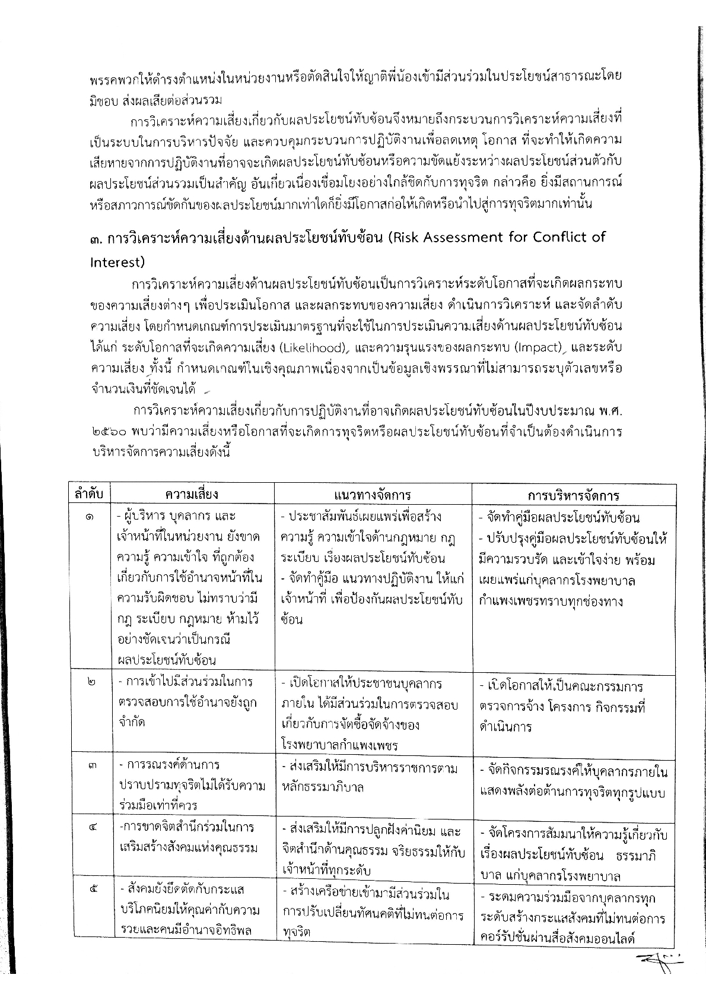 พรรคพวกให้ดำรงตำแหน่งในหน่วยงานหรือตัดสินใจให้ญาติพี่น้องเข้ามีส่วนร่วมในประโยชน์สาธารณะโดย
มิชอบ ส่งผลเสียต่อส่วนรวม
การวิเคราะห์ความเสี่ยงเกี่ยวกับผลประโยชน์ทับซ้อนจึงหมายถึงกระบวนการวิเคราะห์ความเสี่ยงที่
เป็นระบบในการบริหารปัจจัย และควบคุมกระบวนการปฏิบัติงานเพื่อลดเหตุ โอกาส ที่จะทำให้เกิดความ
เสียหายจากการปฏิบัติงานที่อาจจะเกิดผลประโยชน์ทับซ้อนหรือความขัดแย้งระหว่างผลประโยชน์ส่วนตัวกับ
ผลประโยชน์ส่วนรวมเป็นสำคัญ อันเกี่ยวเนื่องเชื่อมโยงอย่างใกล้ชิดกับการทุจริต กล่าวคือ ยิ่งมีสถานการณ์
หรือสภาวการณ์ขัดกันของผลประโยชน์มากเท่าใดก็ยิ่งมีโอกาสก่อให้เกิดหรือนำไปสู่การทุจริตมากเท่านั้น
๓. การวิเคราะห์ความเสี่ยงด้านผลประโยชน์ทับซ้อน (Risk Assessment for Conflict of
Interest)
การวิเคราะห์ความเสี่ยงด้านผลประโยชน์ทับซ้อนเป็นการวิเคราะห์ระดับโอกาสที่จะเกิดผลกระทบ
ของความเสี่ยงต่างๆ เพื่อประเมินโอกาส และผลกระทบของความเสี่ยง ดำเนินการวิเคราะห์ และจัดลำดับ
ความเสี่ยง โดยกำหนดเกณฑ์การประเมินมาตรฐานที่จะใช้ในการประเมินความเสี่ยงด้านผลประโยชน์ทับซ้อน
ได้แก่ ระดับโอกาสที่จะเกิดความเสี่ยง (Likelihood) และความรุนแรงของผลกระทบ (Impact) และระดับ
ความเสี่ยง ทั้งนี้ กำหนดเกณฑ์ในเชิงคุณภาพเนื่องจากเป็นข้อมูลเชิงพรรณาที่ไม่สามารถระบุตัวเลขหรือ
จำนวนเงินที่ชัดเจนได้
การวิเคราะห์ความเสี่ยงเกี่ยวกับการปฏิบัติงานที่อาจเกิดผลประโยชน์ทับซ้อนในปีงบประมาณ พ.ศ.
๒๕๖๐ พบว่ามีความเสี่ยงหรือโอกาสที่จะเกิดการทุจริตหรือผลประโยชน์ทับซ้อนที่จำเป็นต้องดำเนินการ
บริหารจัดการความเสี่ยงดังนี้
ลำดับ ความเสี่ยง แนวทางจัดการ การบริหารจัดการ
๑
- ผู้บริหาร บุคลากร และ
เจ้าหน้าที่ในหน่วยงาน ยังขาด
ความรู้ ความเข้าใจ ที่ถูกต้อง
เกี่ยวกับการใช้อำนาจหน้าที่ใน
ความรับผิดชอบ ไม่ทราบว่ามี
กฎ ระเบียบ กฎหมาย ห้ามไว้
อย่างชัดเจนว่าเป็นกรณี
ผลประโยชน์ทับซ้อน
- ประชาสัมพันธ์เผยแพร่เพื่อสร้าง
ความรู้ ความเข้าใจด้านกฎหมาย กฎ
ระเบียบ เรื่องผลประโยชน์ทับซ้อน
- จัดทำคู้มือ แนวทางปฏิบัติงาน ให้แก่
เจ้าหน้าที่ เพื่อป้องกันผลประโยชน์ทับ
ซ้อน
- จัดทำคู่มือผลประโยชน์ทับซ้อน
- ปรับปรุงคู่มือผลประโยชน์ทับซ้อนให้
มีความรวบรัด และเข้าใจง่าย พร้อม
เผยแพร่แก่บุคลากรโรงพยาบาล
กำแพงเพชรทราบทุกช่องทาง
๒
- การเข้าไปมีส่วนร่วมในการ
ตรวจสอบการใช้อำนาจยังถูก
จำกัด
- เปิดโอกาสให้ประชาชนบุคลากร
ภายใน ได้มีส่วนร่วมในการตรวจสอบ
เกี่ยวกับการจัดซื้อจัดจ้างของ
โรงพยาบาลกำแพงเพชร
- เปิดโอกาสให้เป็นคณะกรรมการ
ตรวจการจ้าง โครงการ กิจกรรมที่
ดำเนินการ
๓
- การรณรงค์ด้านการ
ปราบปรามทุจริตไม่ได้รับความ
ร่วมมือเท่าที่ควร
- ส่งเสริมให้มีการบริหารราชการตาม
หลักธรรมาภิบาล
- จัดกิจกรรมรณรงค์ให้บุคลากรภายใน
แสดงพลังต่อต้านการทุจริตทุกรูปแบบ
๔
-การขาดจิตสำนึกร่วมในการ
เสริมสร้างสังคมแห่งคุณธรรม
- ส่งเสริมให้มีการปลูกฝังค่านิยม และ
จิตสำนึกด้านคุณธรรม จริยธรรมให้กับ
เจ้าหน้าที่ทุกระดับ
- จัดโครงการสัมมนาให้ความรู้เกี่ยวกับ
เรื่องผลประโยชน์ทับซ้อน ธรรมาภิ
บาล แก่บุคลากรโรงพยาบาล
๕
- สังคมยังยึดตัดกับกระแส
บริโภคนิยมให้คุณค่ากับความ
รวยและคนมีอำนาจอิทธิพล
- สร้างเครือข่ายเข้ามามีส่วนร่วมใน
การปรับเปลี่ยนทัศนคติที่ไม่ทนต่อการ
ทุจริต
- ระดมความร่วมมือจากบุคลากรทุก
ระดับสร้างกระแสสังคมที่ไม่ทนต่อการ
คอร์รัปชั่นผ่านสื่อสังคมออนไลด์